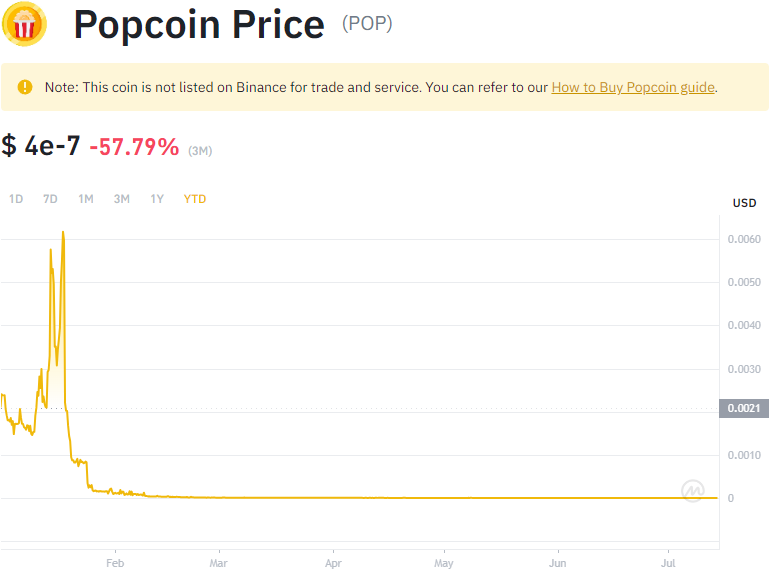 Popcoin Price (POP)
Note: This coin is not listed on Binance for trade and service. You can refer to our How to Buy Popcoin guide.
$ 4e-7 -57.79% (3M)
1D 7D 1M 3M 1Y YTD
USD
0.0060
0.0050
0.0040
0.0030
0.0021
0.0010
0
Feb Mar Apr May Jun Jul